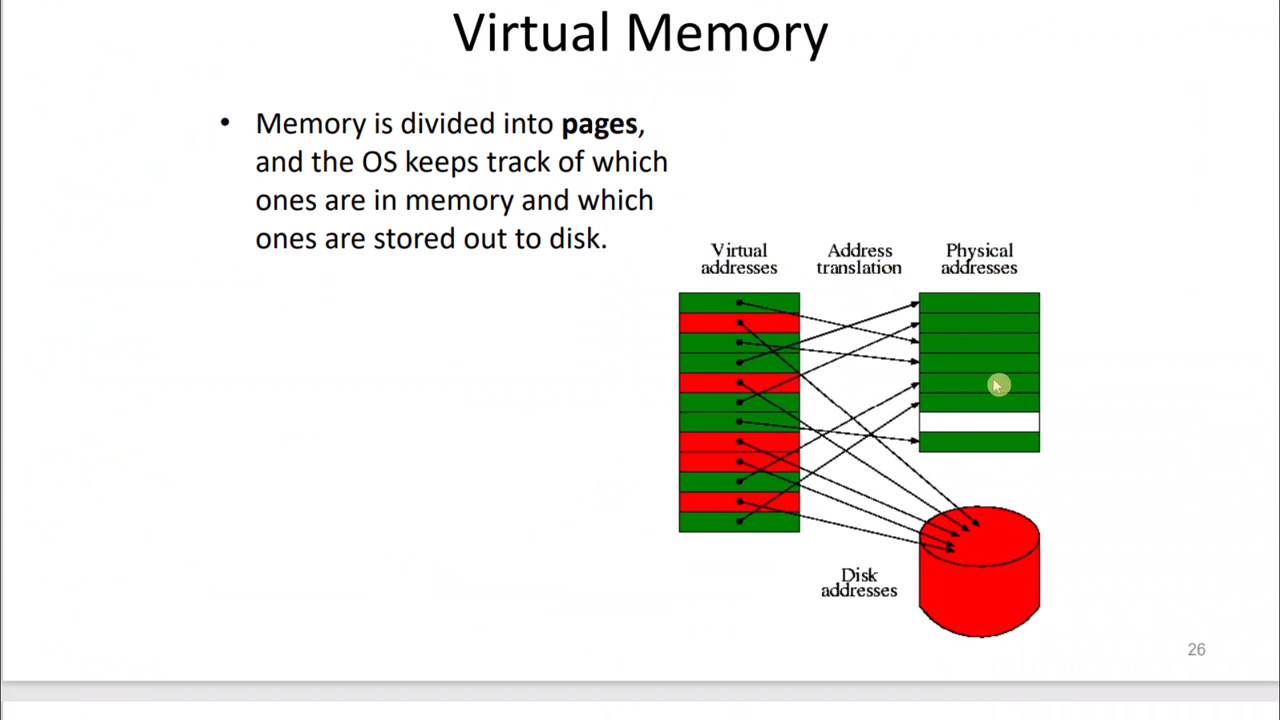 Virtual Memory
• Memory is divided into pages,
and the OS keeps track of which
ones are in memory and which
ones are stored out to disk.
Virtual
addresses
Address
translation
Physical
addresses
Disk
addresses
26